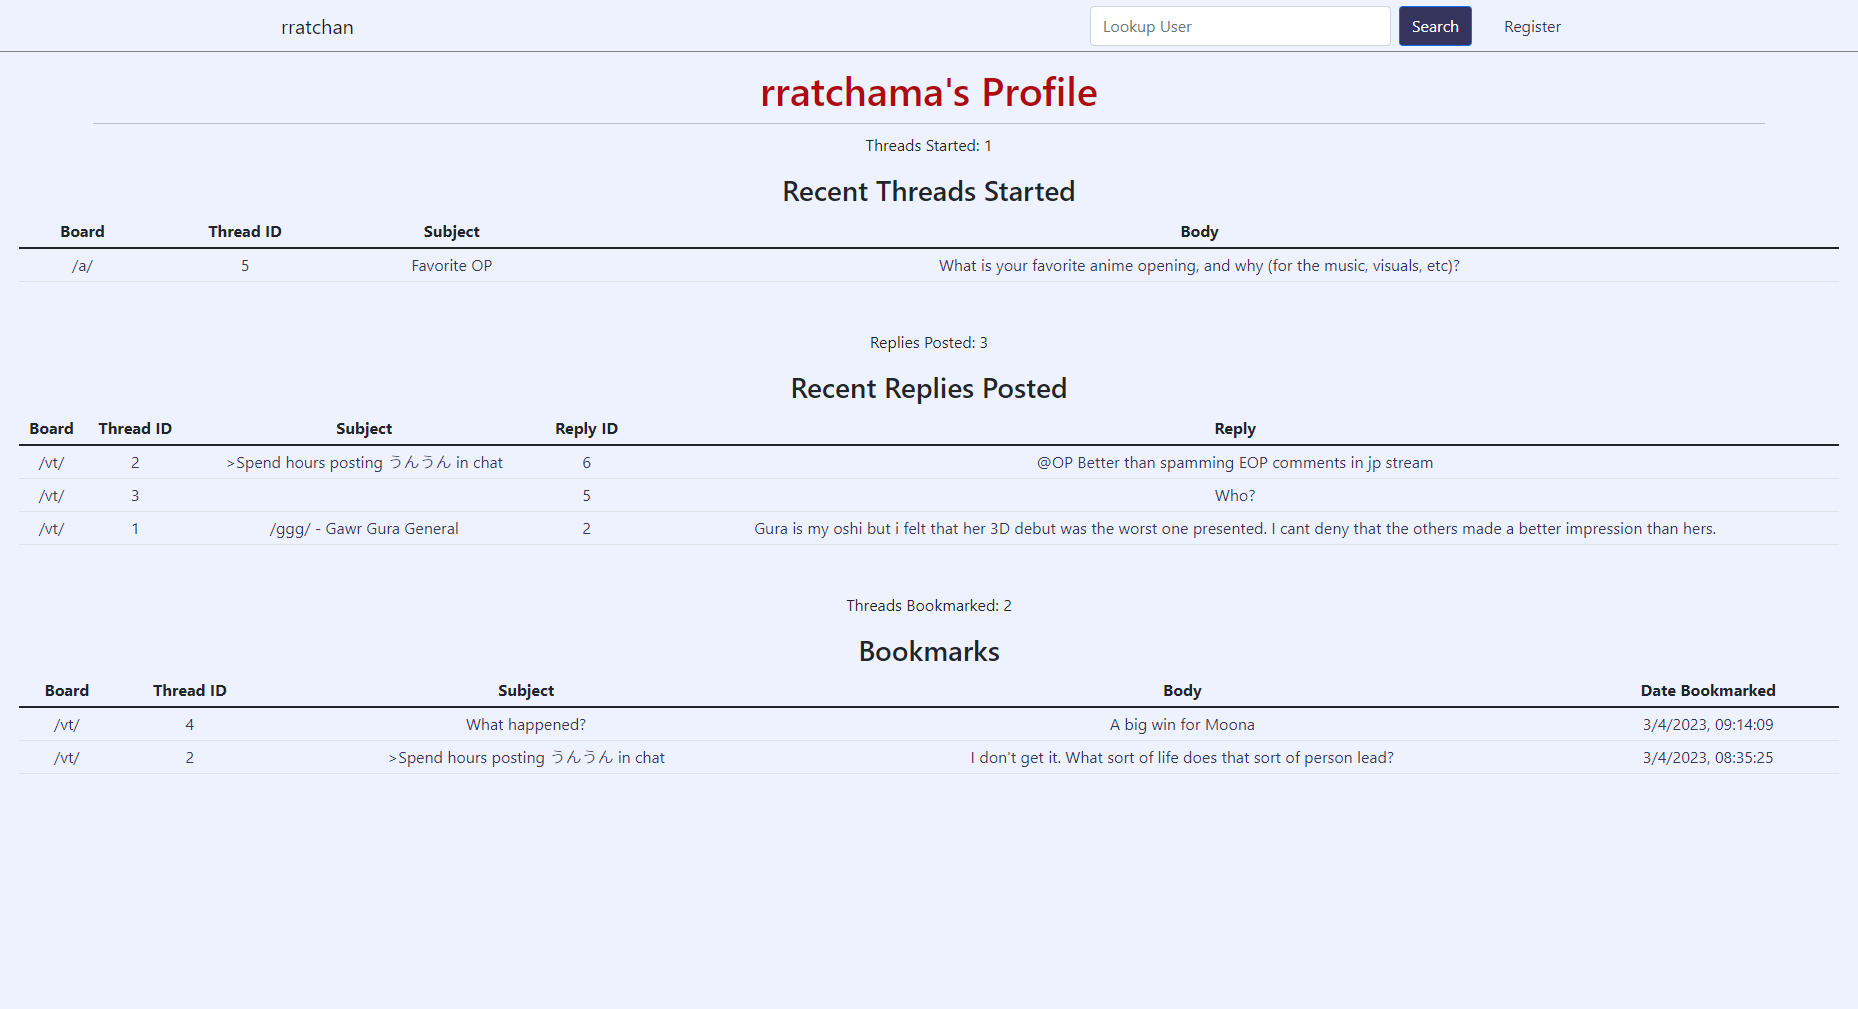 rratchan Lookup User Search Register
rratchama's Profile
Threads Started: 1
Recent Threads Started
Board Thread ID Subject Body
/a/ 5 Favorite OP What is your favorite anime opening, and why (for the music, visuals, etc)?
Replies Posted: 3
Recent Replies Posted
Board Thread ID Subject Reply ID Reply
/vt/ 2 >Spend hours posting うんうん in chat 6 @OP Better than spamming EOP comments in jp stream
/vt/ 3 5 Who?
/vt/ 1 /ggg/ - Gawr Gura General 2 Gura is my oshi but i felt that her 3D debut was the worst one presented. I cant deny that the others made a better impression than hers.
Threads Bookmarked: 2
Bookmarks
Board Thread ID Subject Body Date Bookmarked
/vt/ 4 What happened? A big win for Moona 3/4/2023, 09:14:09
/vt/ 2 >Spend hours posting うんうん in chat I don't get it. What sort of life does that sort of person lead? 3/4/2023, 08:35:25